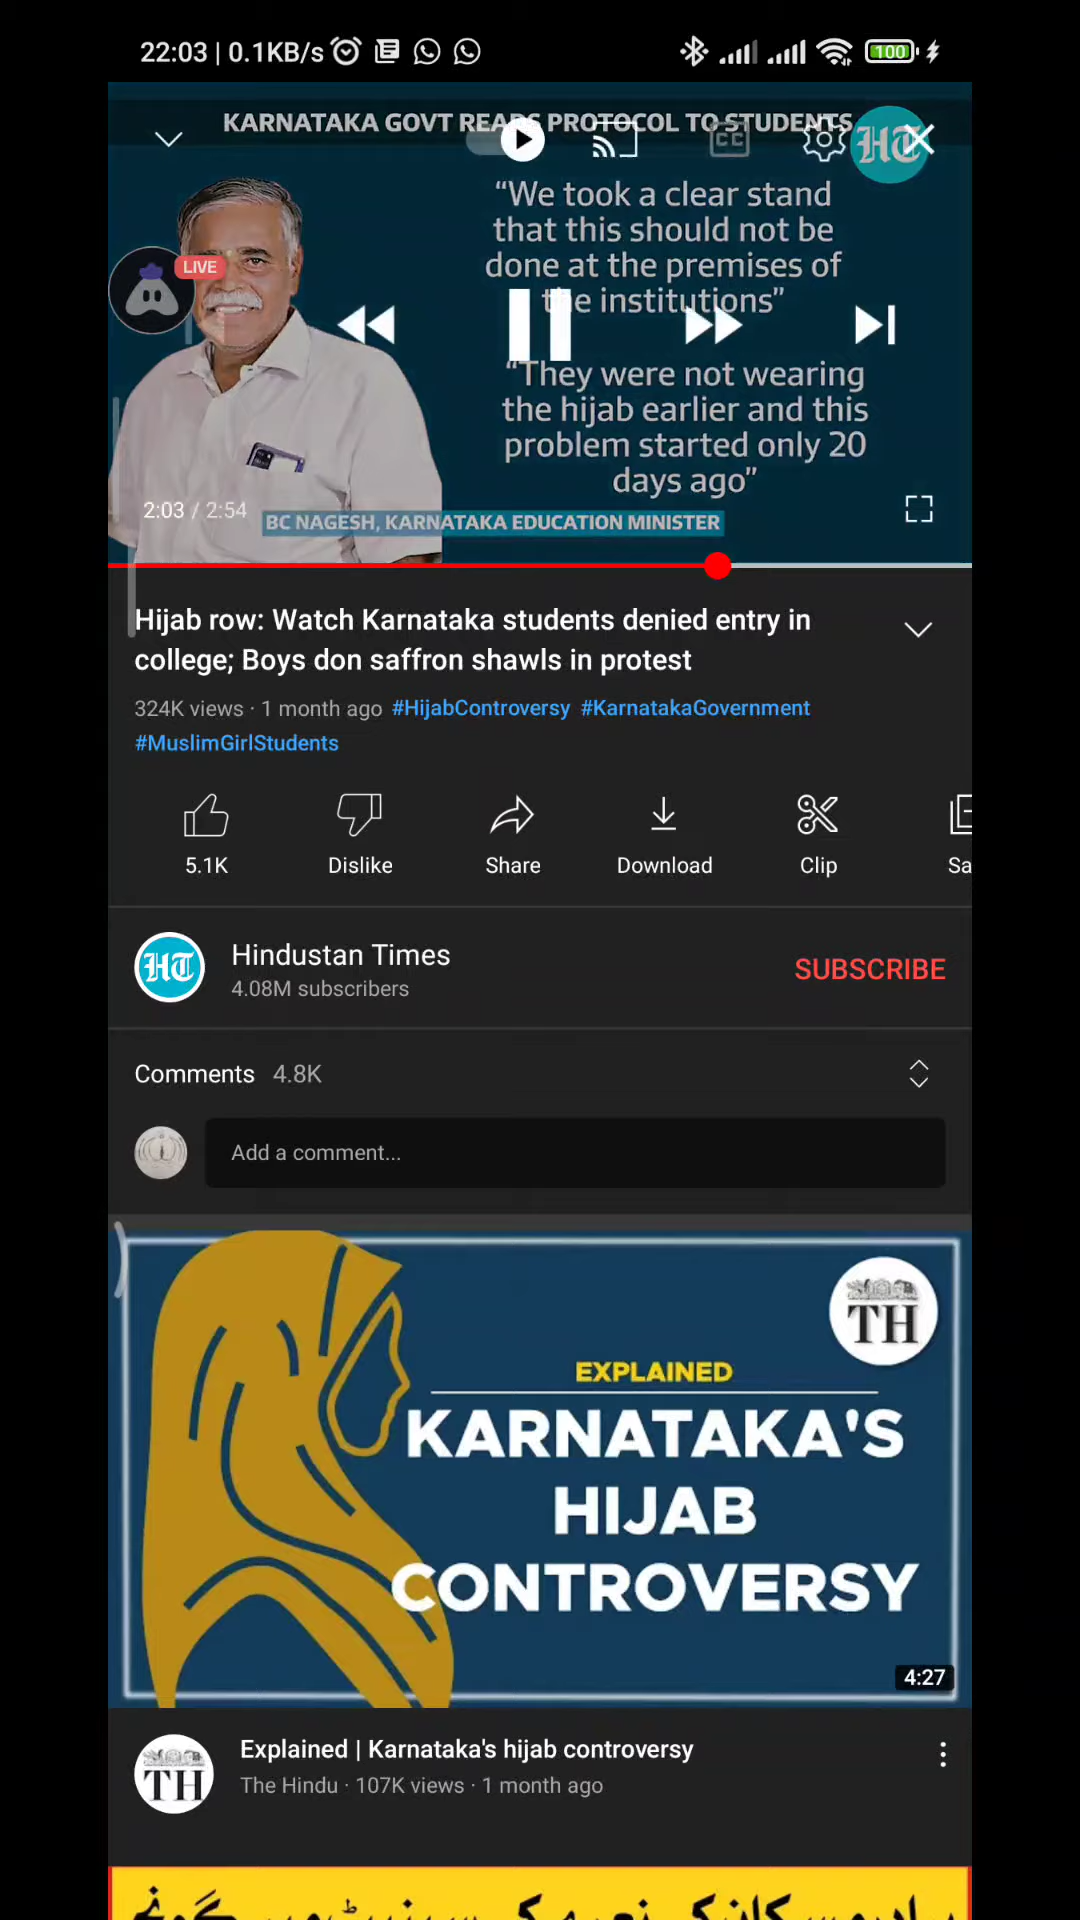 22:03 | 0.1KB/s
100
KARNATAKA GOVT READS PROTOCOL TO STUDENTS
CC
HT
“We took a clear stand
that this should not be
done at the premises of
the institutions”
LIVE
“They were not wearing
the hijab earlier and this
problem started only 20
days ago”
2:03 / 2:54
BC NAGESH, KARNATAKA EDUCATION MINISTER
Hijab row: Watch Karnataka students denied entry in
college; Boys don saffron shawls in protest
324K views · 1 month ago #HijabControversy #KarnatakaGovernment
#MuslimGirlStudents
5.1K Dislike Share Download Clip Sa
HT
Hindustan Times
4.08M subscribers
SUBSCRIBE
Comments 4.8K
Add a comment...
TH
EXPLAINED
KARNATAKA'S
HIJAB
CONTROVERSY
4:27
TH
Explained | Karnataka's hijab controversy
The Hindu · 107K views · 1 month ago